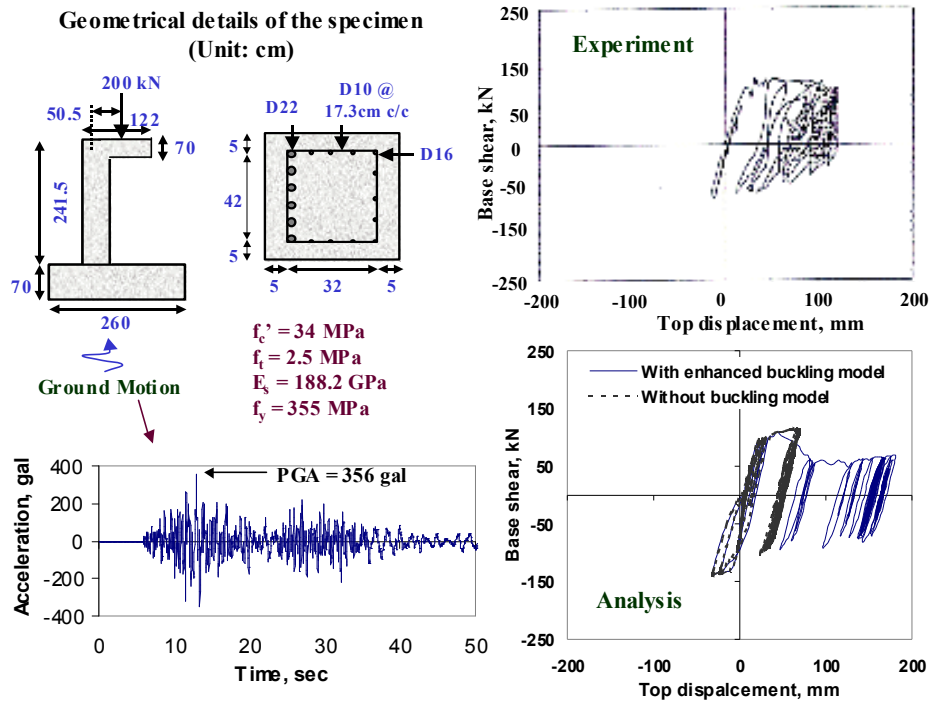 Geometrical details of the specimen
(Unit: cm)
200 kN
50.5
122
70
241.5
70
260
D10 @
17.3cm c/c
D22
D16
5
42
5
5
32
5
Ground Motion
fc' = 34 MPa
ft = 2.5 MPa
Es = 188.2 GPa
fy = 355 MPa
Acceleration, gal
400
200
0
-200
-400
PGA = 356 gal
0
10
20
30
40
50
Time, sec
Experiment
Base shear, kN
250
150
50
0
-50
-150
-250
-200
-100
0
100
200
Top displacement, mm
With enhanced buckling model
Without buckling model
Base shear, kN
250
150
50
-50
-150
-250
Analysis
-200
-100
0
100
200
Top dispalcement, mm